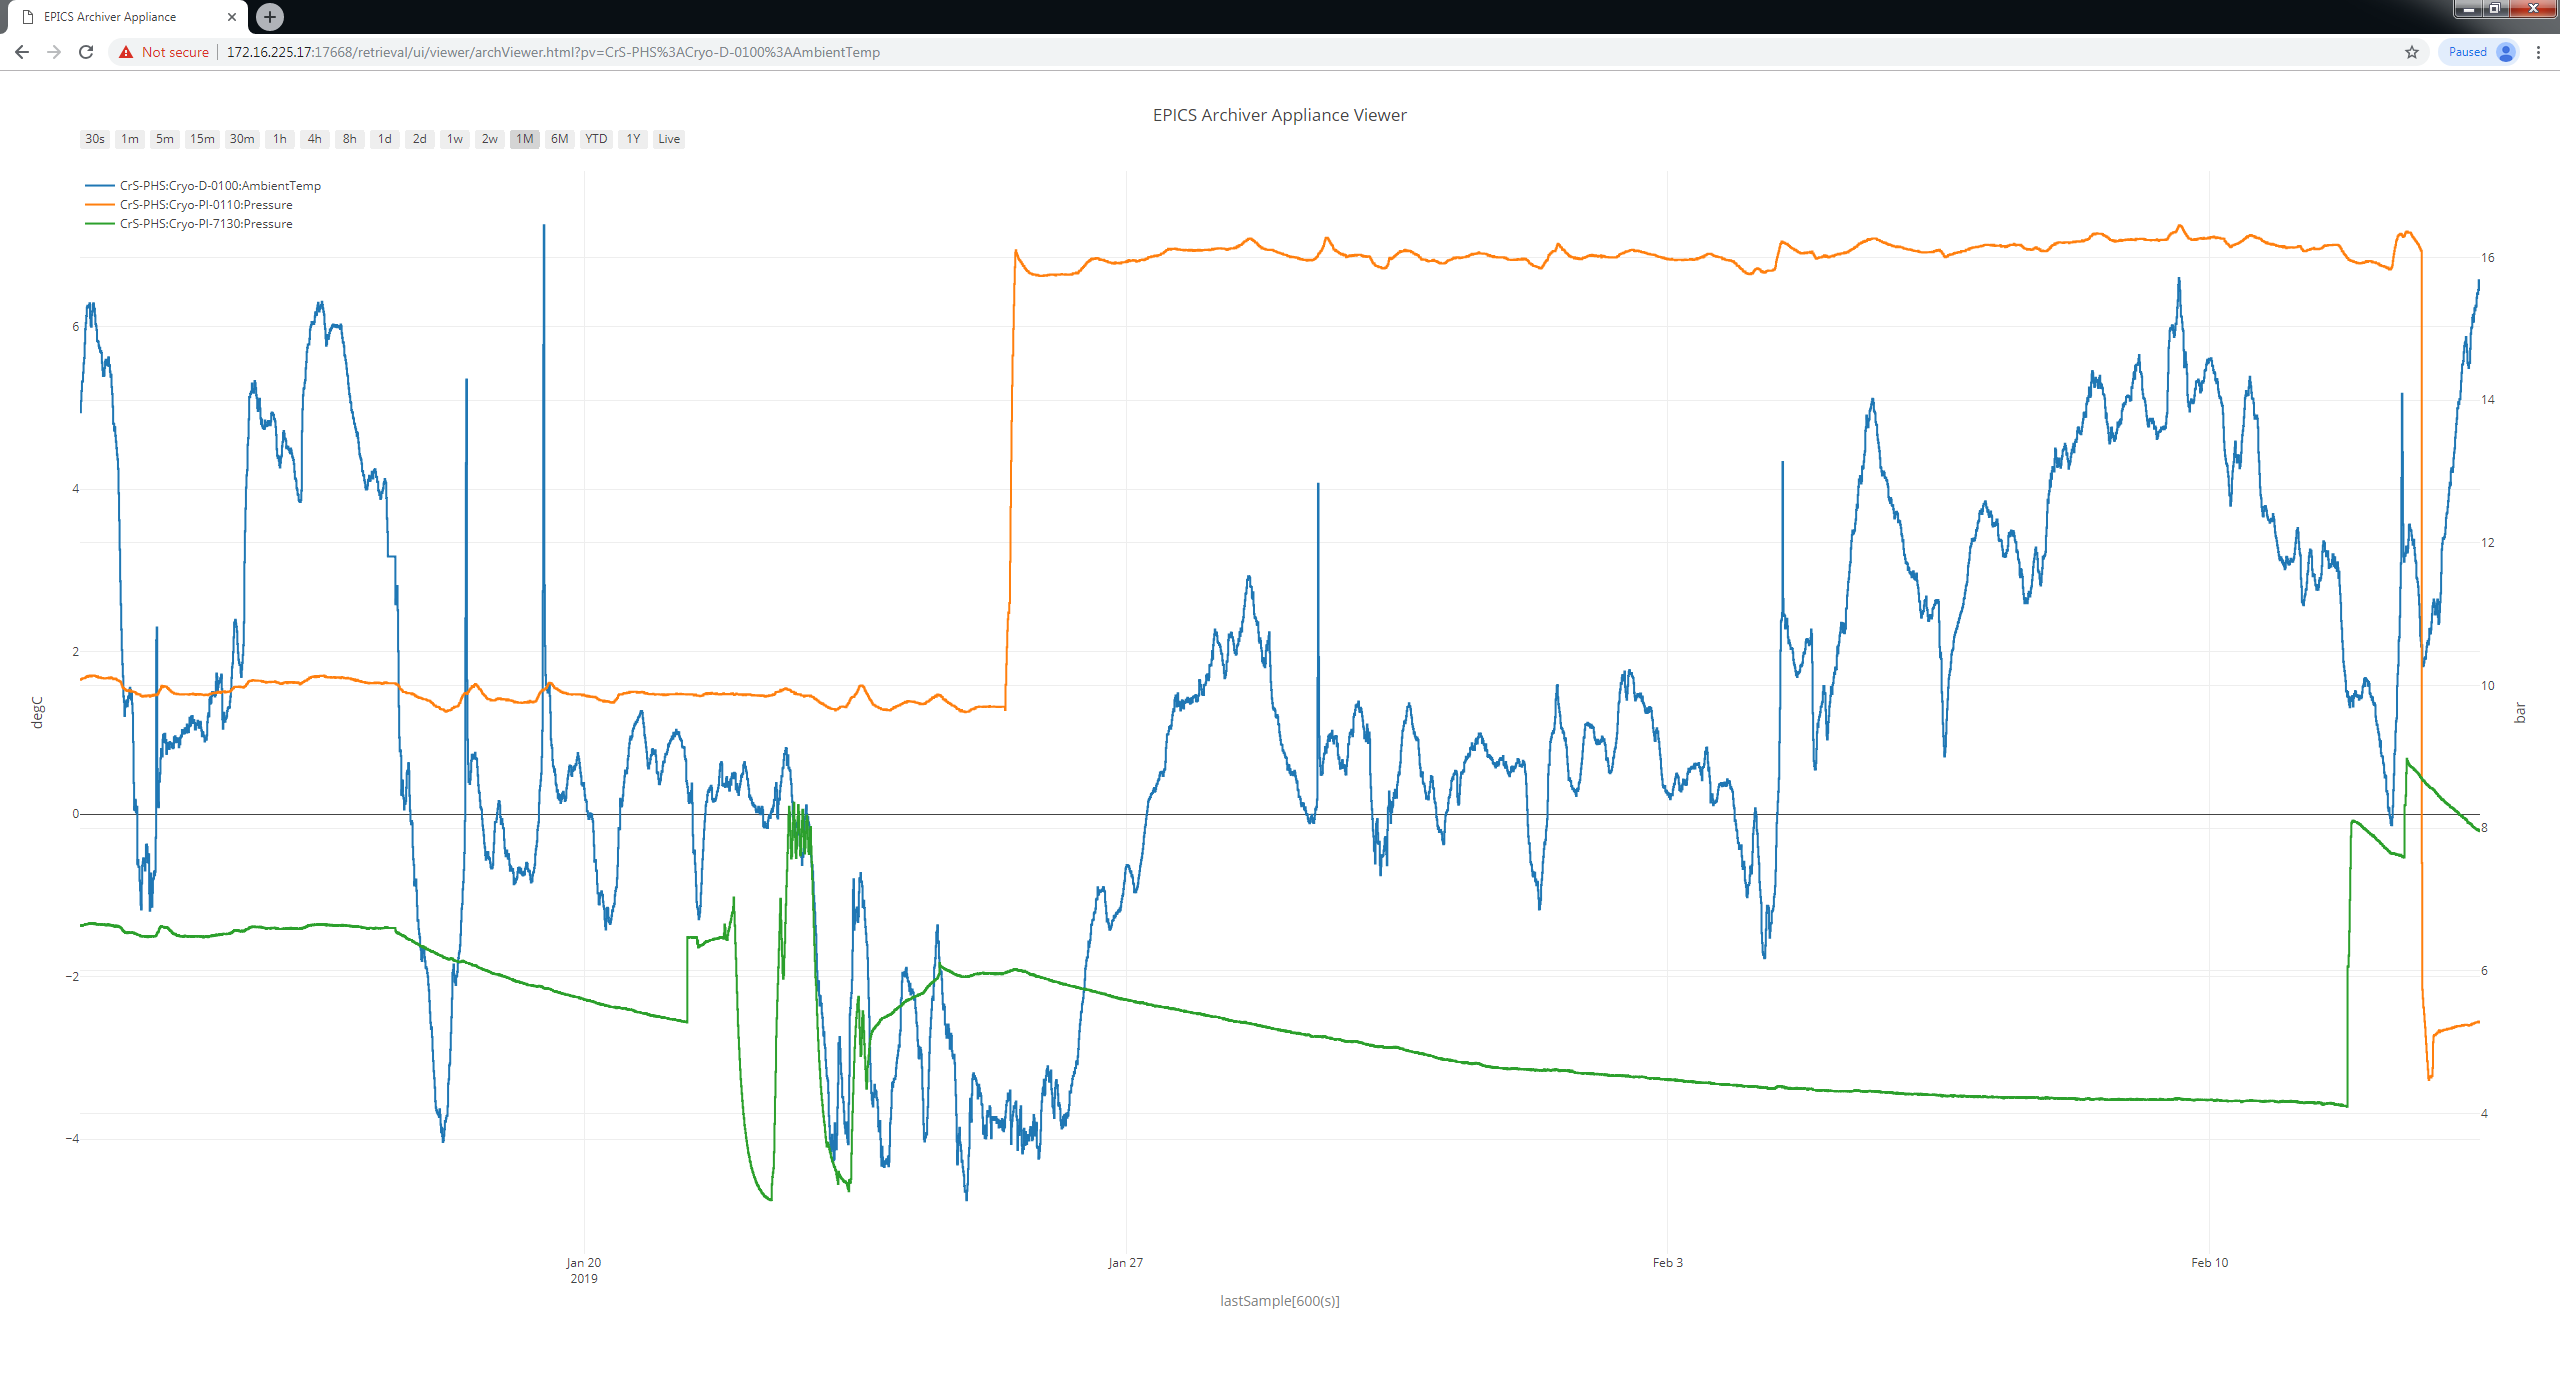 EPICS Archiver Appliance
Not secure 172.16.225.17:17668/retrieval/ui/viewer/archViewer.html?pv=CrS-PHS%3ACryo-D-0100%3AAmbientTemp Paused
EPICS Archiver Appliance Viewer
30s 1m 5m 15m 30m 1h 4h 8h 1d 2d 1w 2w 1M 6M YTD 1Y Live
CrS-PHS:Cryo-D-0100:AmbientTemp
CrS-PHS:Cryo-PI-0110:Pressure
CrS-PHS:Cryo-PI-7130:Pressure
16
6
14
4
12
2
10
degC
bar
0
8
−2
6
4
−4
Jan 20 Jan 27 Feb 3 Feb 10
2019
lastSample[600(s)]